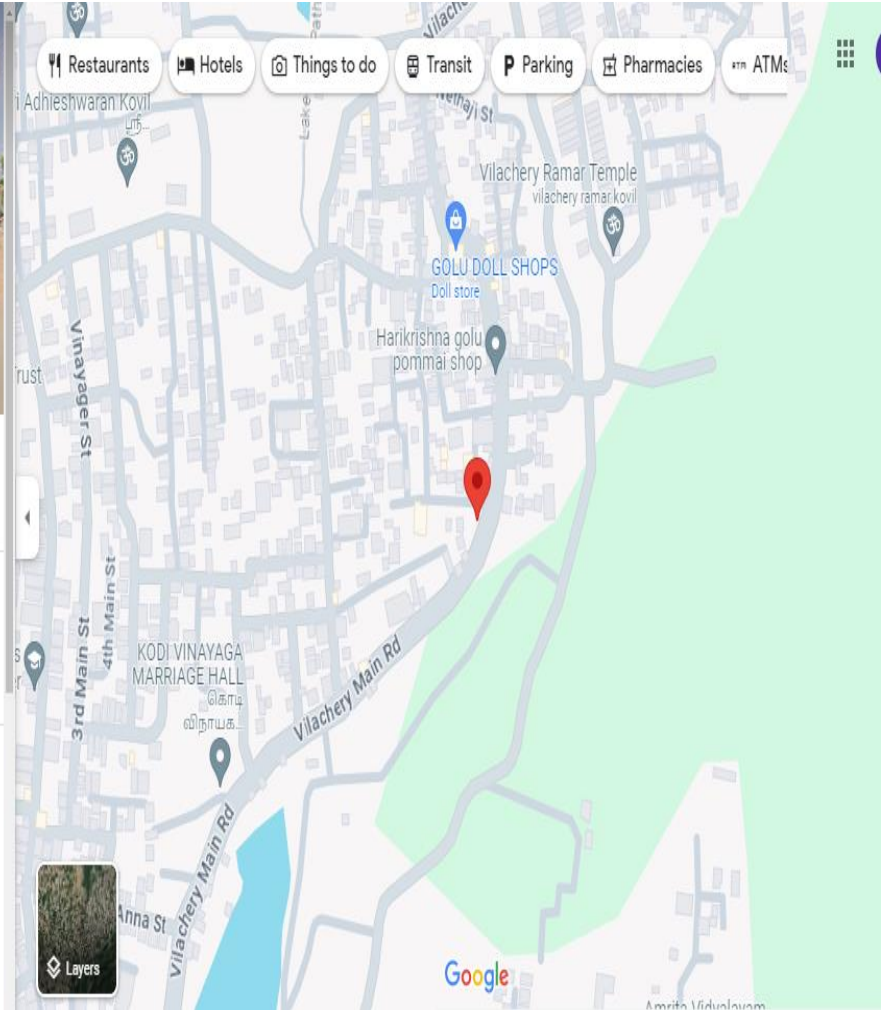 Restaurants
Hotels
Things to do
Transit
Parking
Pharmacies
ATMs
Adhieshwaran Kovil
ஸ்ரீ...
Lake
Path
Nethaji St
Vilachery Ramar Temple
vilachery ramar kovil
GOLU DOLL SHOPS
Doll store
Harikrishna golu
pommai shop
Trust
Vinayager St
4th Main St
3rd Main St
KODI VINAYAGA
MARRIAGE HALL
கொடி
விநாயக...
Vilachery Main Rd
Vilachery Main Rd
Anna St
Layers
Google
Amrita Vidyalayam